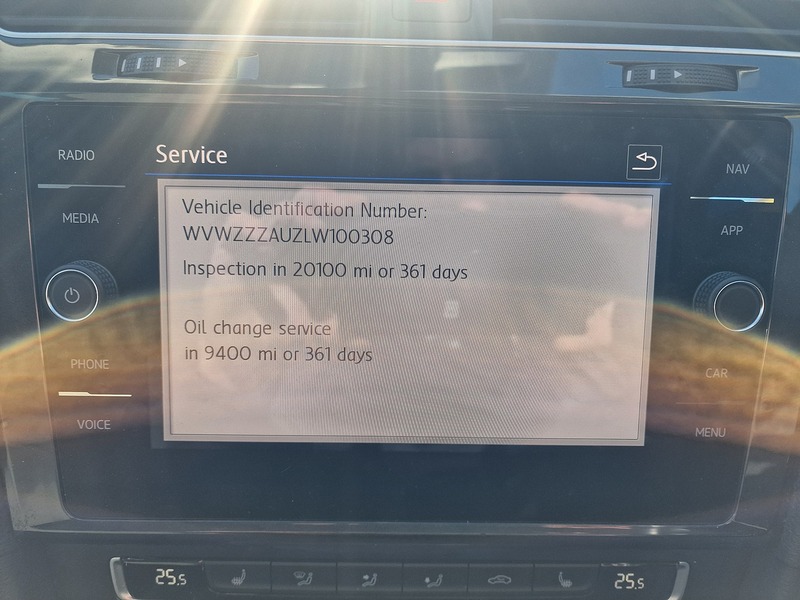 RADIO
Service
NAV
MEDIA
Vehicle Identification Number:
WVWZZZAUZLW100308
APP
Inspection in 20100 mi or 361 days
Oil change service
in 9400 mi or 361 days
PHONE
CAR
VOICE
MENU
25.5
25.5